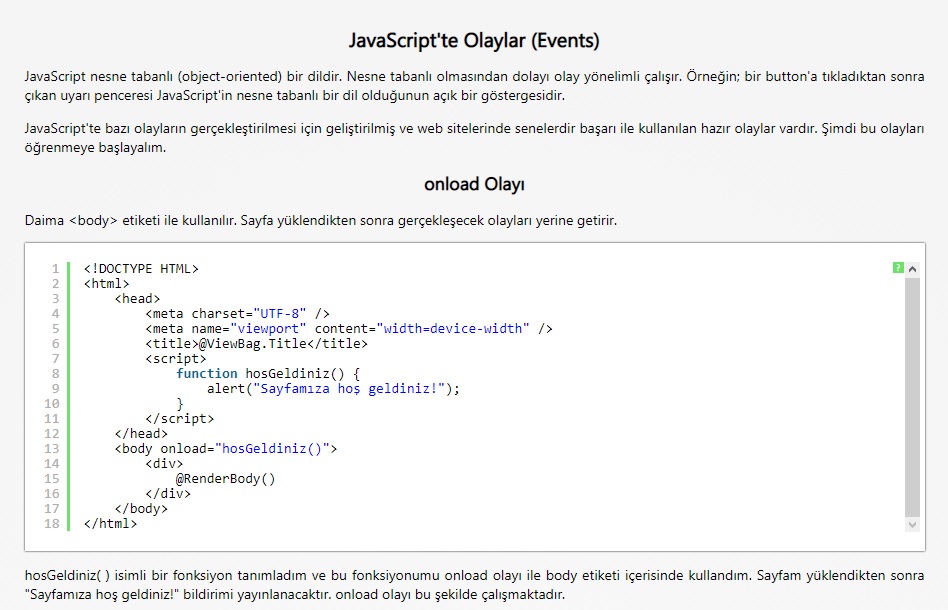 JavaScript'te Olaylar (Events)
JavaScript nesne tabanlı (object-oriented) bir dildir. Nesne tabanlı olmasından dolayı olay yönelimli çalışır. Örneğin; bir button'a tıkladıktan sonra
çıkan uyarı penceresi JavaScript'in nesne tabanlı bir dil olduğunun açık bir göstergesidir.
JavaScript'te bazı olayların gerçekleştirilmesi için geliştirilmiş ve web sitelerinde senelerdir başarı ile kullanılan hazır olaylar vardır. Şimdi bu olayları
öğrenmeye başlayalım.
onload Olayı
Daima <body> etiketi ile kullanılır. Sayfa yüklendikten sonra gerçekleşecek olayları yerine getirir.
?
1 <!DOCTYPE HTML>
2 <html>
3     <head>
4         <meta charset="UTF-8" />
5         <meta name="viewport" content="width=device-width" />
6         <title>@ViewBag.Title</title>
7         <script>
8             function hosGeldiniz() {
9                 alert("Sayfamıza hoş geldiniz!");
10             }
11         </script>
12     </head>
13     <body onload="hosGeldiniz()">
14         <div>
15             @RenderBody()
16         </div>
17     </body>
18 </html>
hosGeldiniz( ) isimli bir fonksiyon tanımladım ve bu fonksiyonumu onload olayı ile body etiketi içerisinde kullandım. Sayfam yüklendikten sonra
"Sayfamıza hoş geldiniz!" bildirimi yayınlanacaktır. onload olayı bu şekilde çalışmaktadır.